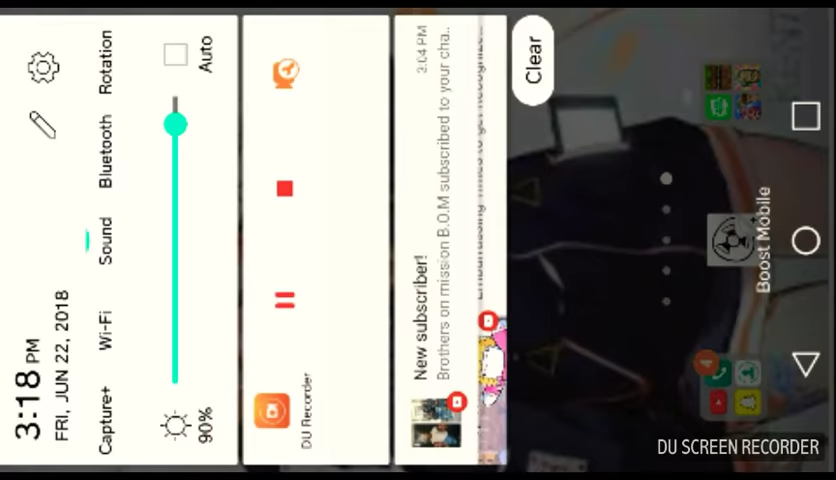 3:18 PM
FRI, JUN 22, 2018
Capture+
Wi-Fi
Sound
Bluetooth
Rotation
90%
Auto
DU Recorder
New subscriber!
3:04 PM
Brothers on mission B.O.M subscribed to your cha..
Clear
4
Boost Mobile
DU SCREEN RECORDER